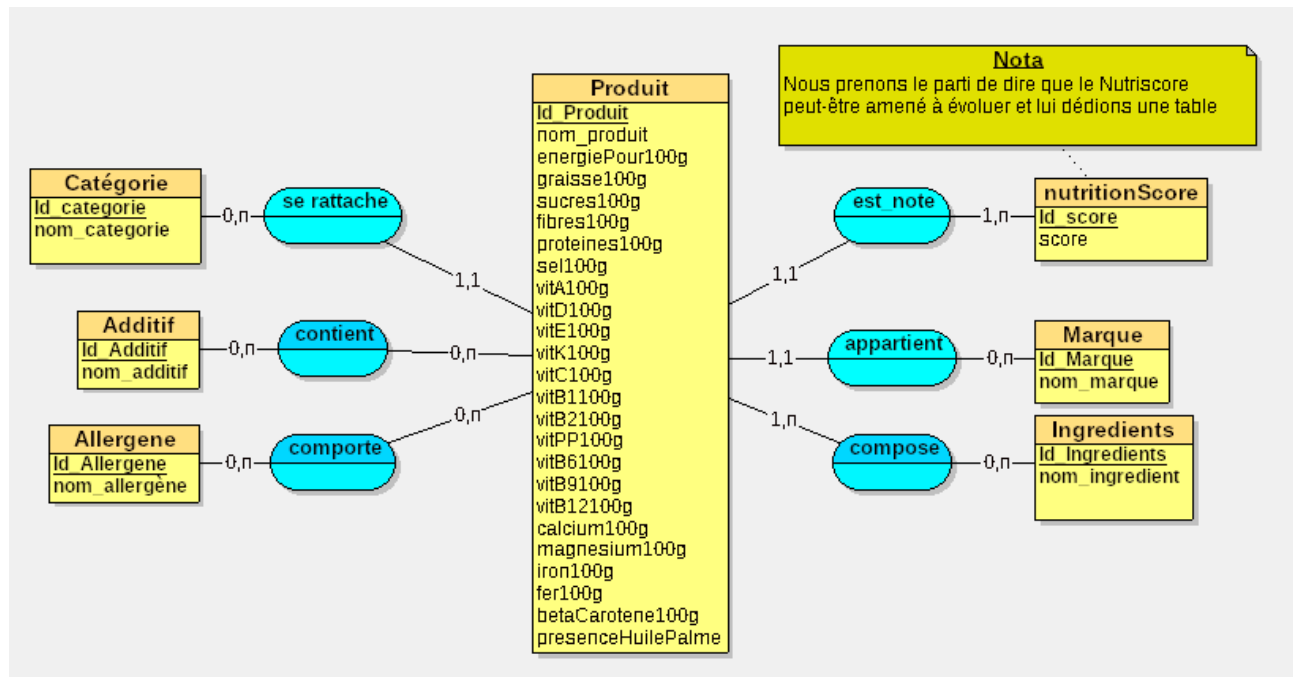 Nota
Nous prenons le parti de dire que le Nutriscore
peut-être amené à évoluer et lui dédions une table
Catégorie
Id_categorie
nom_categorie
0,n
se rattache
1,1
Additif
Id_Additif
nom_additif
0,n
contient
0,n
Allergene
Id_Allergene
nom_allergène
0,n
comporte
0,n
Produit
Id_Produit
nom_produit
energiePour100g
graisse100g
sucres100g
fibres100g
proteines100g
sel100g
vitA100g
vitD100g
vitE100g
vitK100g
vitC100g
vitB1100g
vitB2100g
vitPP100g
vitB6100g
vitB9100g
vitB12100g
calcium100g
magnesium100g
iron100g
fer100g
betaCarotene100g
presenceHuilePalme
1,1
est_note
1,n
nutritionScore
Id_score
score
1,1
appartient
0,n
Marque
Id_Marque
nom_marque
1,n
compose
0,n
Ingredients
Id_Ingredients
nom_ingredient